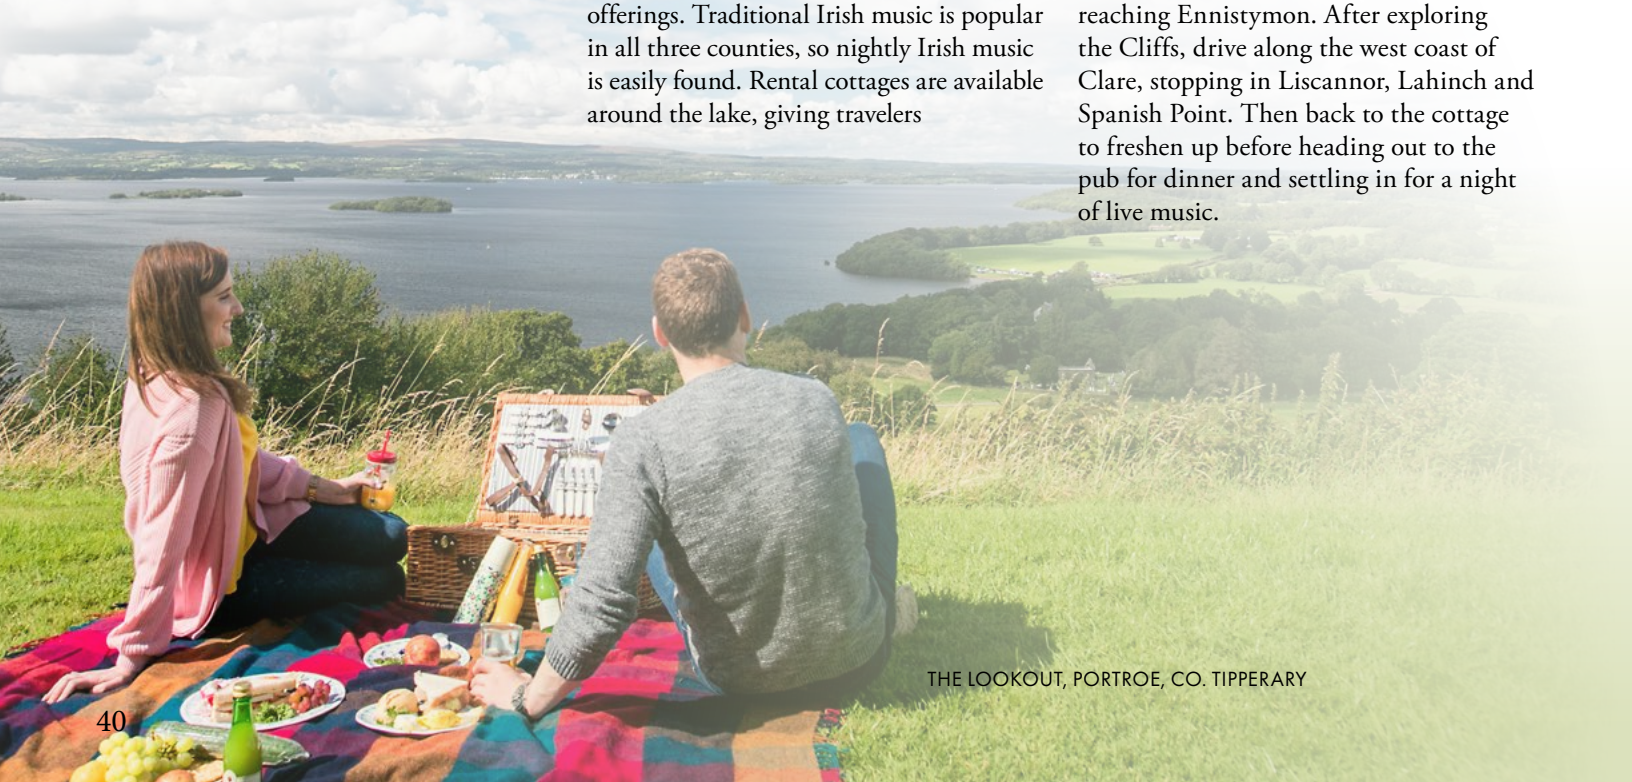 offerings. Traditional Irish music is popular
in all three counties, so nightly Irish music
is easily found. Rental cottages are available
around the lake, giving travelers
reaching Ennistymon. After exploring
the Cliffs, drive along the west coast of
Clare, stopping in Liscannor, Lahinch and
Spanish Point. Then back to the cottage
to freshen up before heading out to the
pub for dinner and settling in for a night
of live music.
THE LOOKOUT, PORTROE, CO. TIPPERARY
40